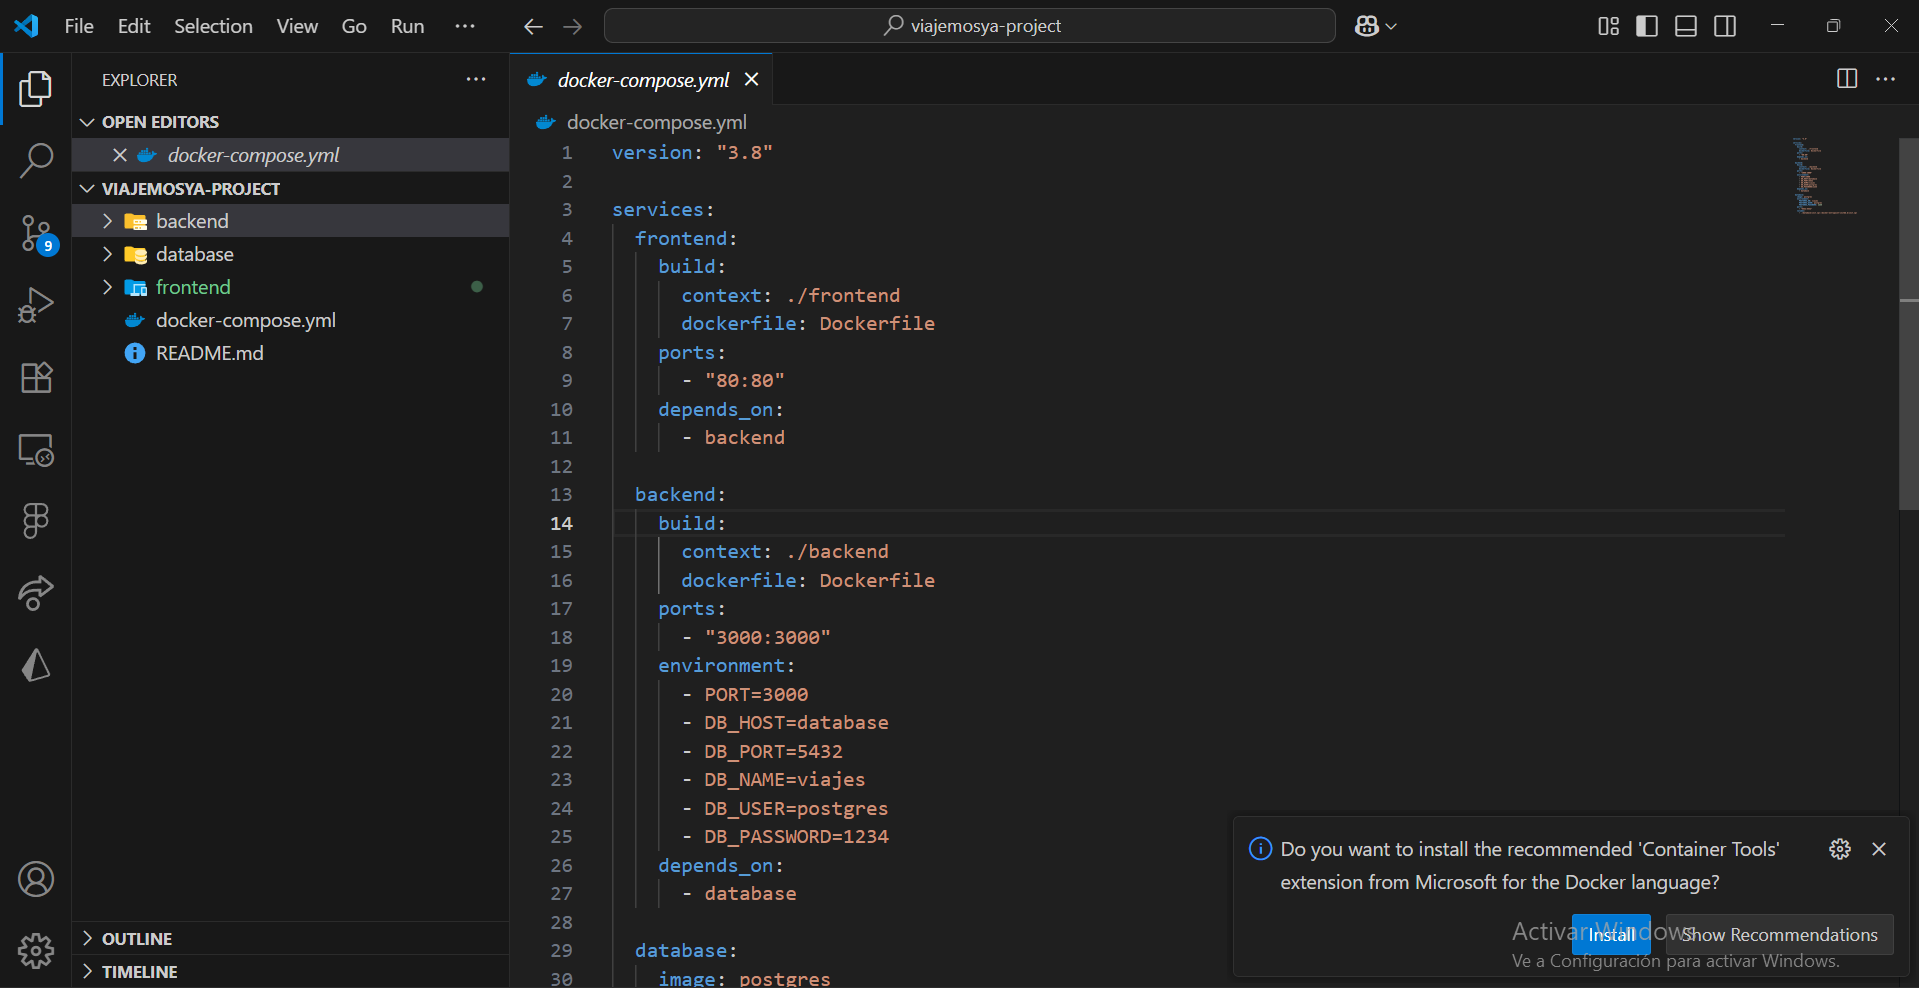 File Edit Selection View Go Run ···
viajemosya-project
EXPLORER
OPEN EDITORS
docker-compose.yml
VIAJEMOSYA-PROJECT
backend
database
frontend
docker-compose.yml
README.md
9
OUTLINE
TIMELINE
docker-compose.yml
docker-compose.yml
1 version: "3.8"
2
3 services:
4 frontend:
5 build:
6 context: ./frontend
7 dockerfile: Dockerfile
8 ports:
9 - "80:80"
10 depends_on:
11 - backend
12
13 backend:
14 build:
15 context: ./backend
16 dockerfile: Dockerfile
17 ports:
18 - "3000:3000"
19 environment:
20 - PORT=3000
21 - DB_HOST=database
22 - DB_PORT=5432
23 - DB_NAME=viajes
24 - DB_USER=postgres
25 - DB_PASSWORD=1234
26 depends_on:
27 - database
28
29 database:
30 image: postgres
Do you want to install the recommended 'Container Tools'
extension from Microsoft for the Docker language?
Install
Show Recommendations
Activar Windows
Ve a Configuración para activar Windows.